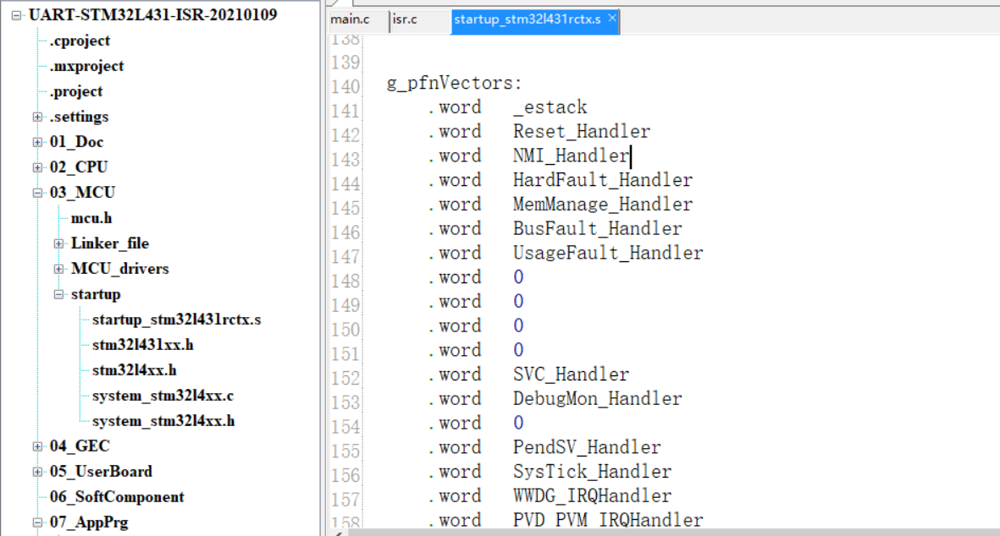 UART-STM32L431-ISR-20210109
.cproject
.mxproject
.project
.settings
01_Doc
02_CPU
03_MCU
mcu.h
Linker_file
MCU_drivers
startup
startup_stm32l431rctx.s
stm32l431xx.h
stm32l4xx.h
system_stm32l4xx.c
system_stm32l4xx.h
04_GEC
05_UserBoard
06_SoftComponent
07_AppPrg
main.c isr.c startup_stm32l431rctx.s ×
138
139
140 g_pfnVectors:
141 .word _estack
142 .word Reset_Handler
143 .word NMI_Handler
144 .word HardFault_Handler
145 .word MemManage_Handler
146 .word BusFault_Handler
147 .word UsageFault_Handler
148 .word 0
149 .word 0
150 .word 0
151 .word 0
152 .word SVC_Handler
153 .word DebugMon_Handler
154 .word 0
155 .word PendSV_Handler
156 .word SysTick_Handler
157 .word WWDG_IRQHandler
158 .word PVD_PVM_IRQHandler